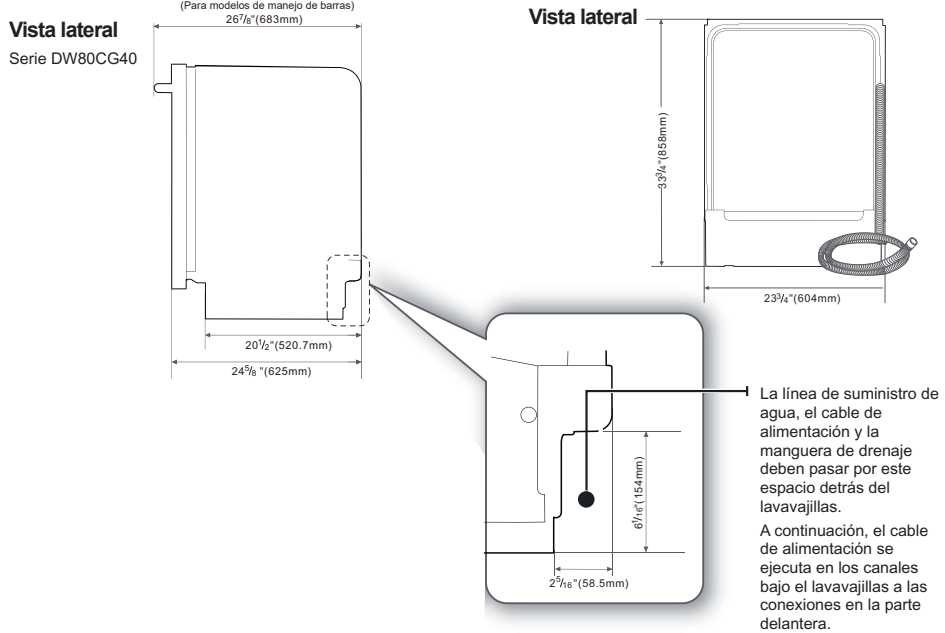 (Para modelos de manejo de barras)
26⁷/₈"(683mm)
Vista lateral
Serie DW80CG40
20¹/₂"(520.7mm)
24⁵/₈ "(625mm)
Vista lateral
33³/₄"(858mm)
23³/₄"(604mm)
6¹/₁₆"(154mm)
2⁵/₁₆"(58.5mm)
La línea de suministro de
agua, el cable de
alimentación y la
manguera de drenaje
deben pasar por este
espacio detrás del
lavavajillas.
A continuación, el cable
de alimentación se
ejecuta en los canales
bajo el lavavajillas a las
conexiones en la parte
delantera.